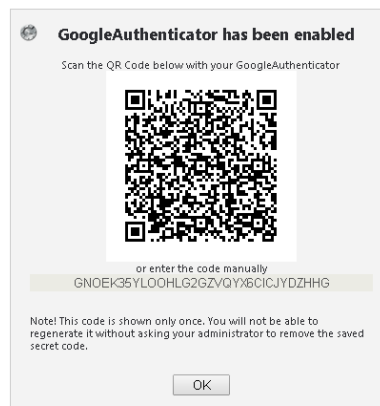 GoogleAuthenticator has been enabled
Scan the QR Code below with your GoogleAuthenticator
or enter the code manually
GNOEK35YLOOHLG2GZVQYX6CICJYDZHHG
Note! This code is shown only once. You will not be able to
regenerate it without asking your administrator to remove the saved
secret code.
OK